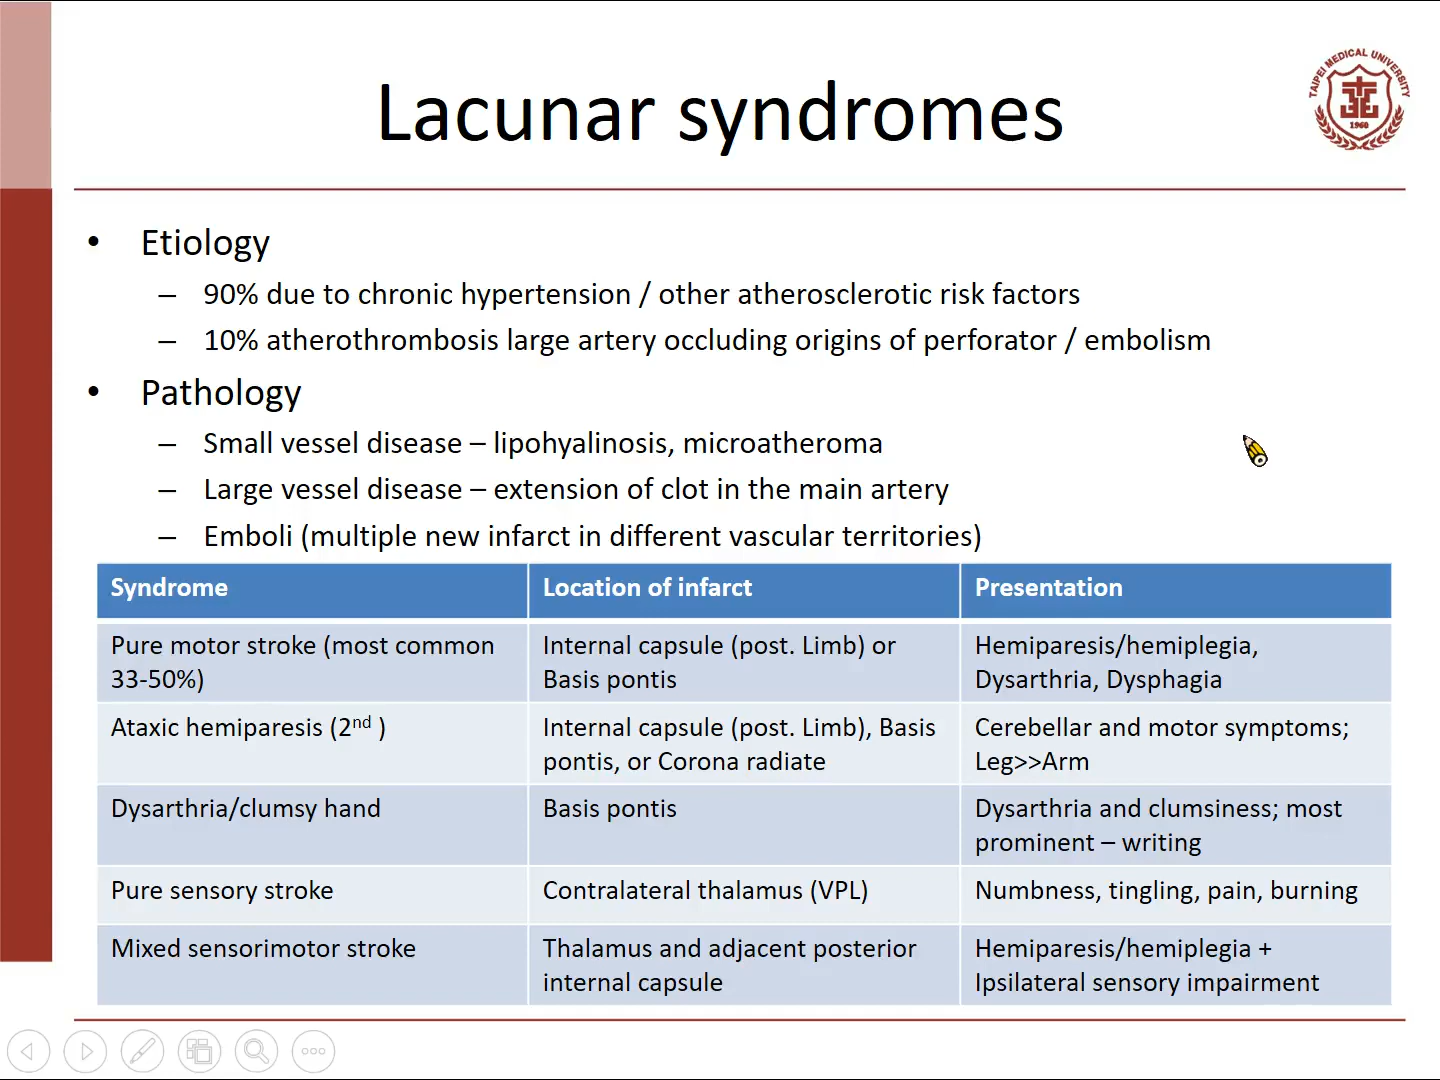 TAIPEI MEDICAL UNIVERSITY
1960
Lacunar syndromes
• Etiology
– 90% due to chronic hypertension / other atherosclerotic risk factors
– 10% atherothrombosis large artery occluding origins of perforator / embolism
• Pathology
– Small vessel disease – lipohyalinosis, microatheroma
– Large vessel disease – extension of clot in the main artery
– Emboli (multiple new infarct in different vascular territories)
Syndrome Location of infarct Presentation
Pure motor stroke (most common Internal capsule (post. Limb) or Hemiparesis/hemiplegia,
33-50%) Basis pontis Dysarthria, Dysphagia
Ataxic hemiparesis (2nd ) Internal capsule (post. Limb), Basis Cerebellar and motor symptoms;
pontis, or Corona radiate Leg>>Arm
Dysarthria/clumsy hand Basis pontis Dysarthria and clumsiness; most
prominent – writing
Pure sensory stroke Contralateral thalamus (VPL) Numbness, tingling, pain, burning
Mixed sensorimotor stroke Thalamus and adjacent posterior Hemiparesis/hemiplegia +
internal capsule Ipsilateral sensory impairment